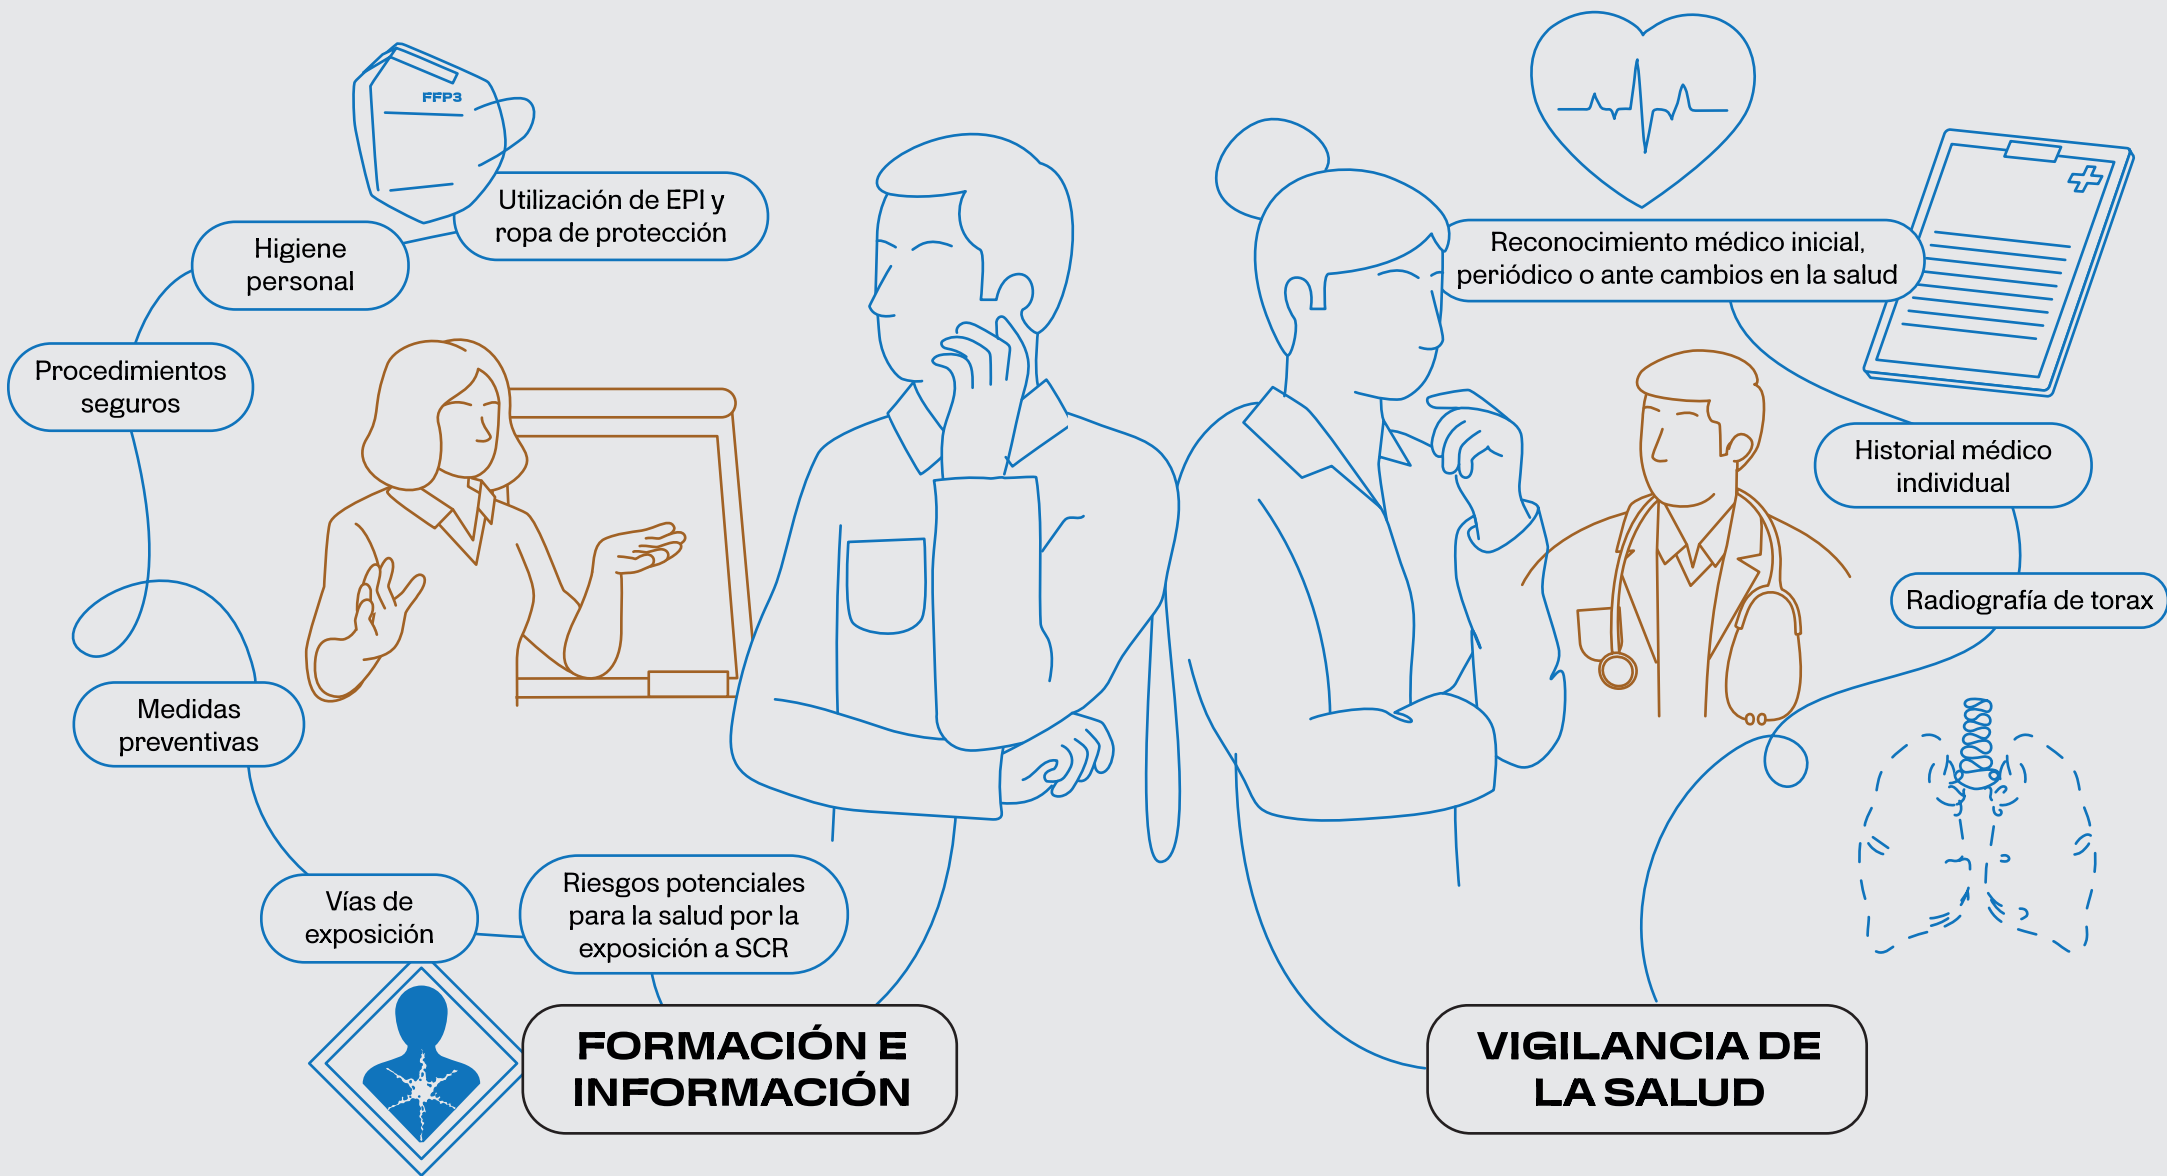 FFP3
Utilización de EPI y
ropa de protección
Higiene
personal
Procedimientos
seguros
Medidas
preventivas
Vías de
exposición
Riesgos potenciales
para la salud por la
exposición a SCR
FORMACIÓN E
INFORMACIÓN
Reconocimiento médico inicial,
periódico o ante cambios en la salud
Historial médico
individual
Radiografía de torax
VIGILANCIA DE
LA SALUD